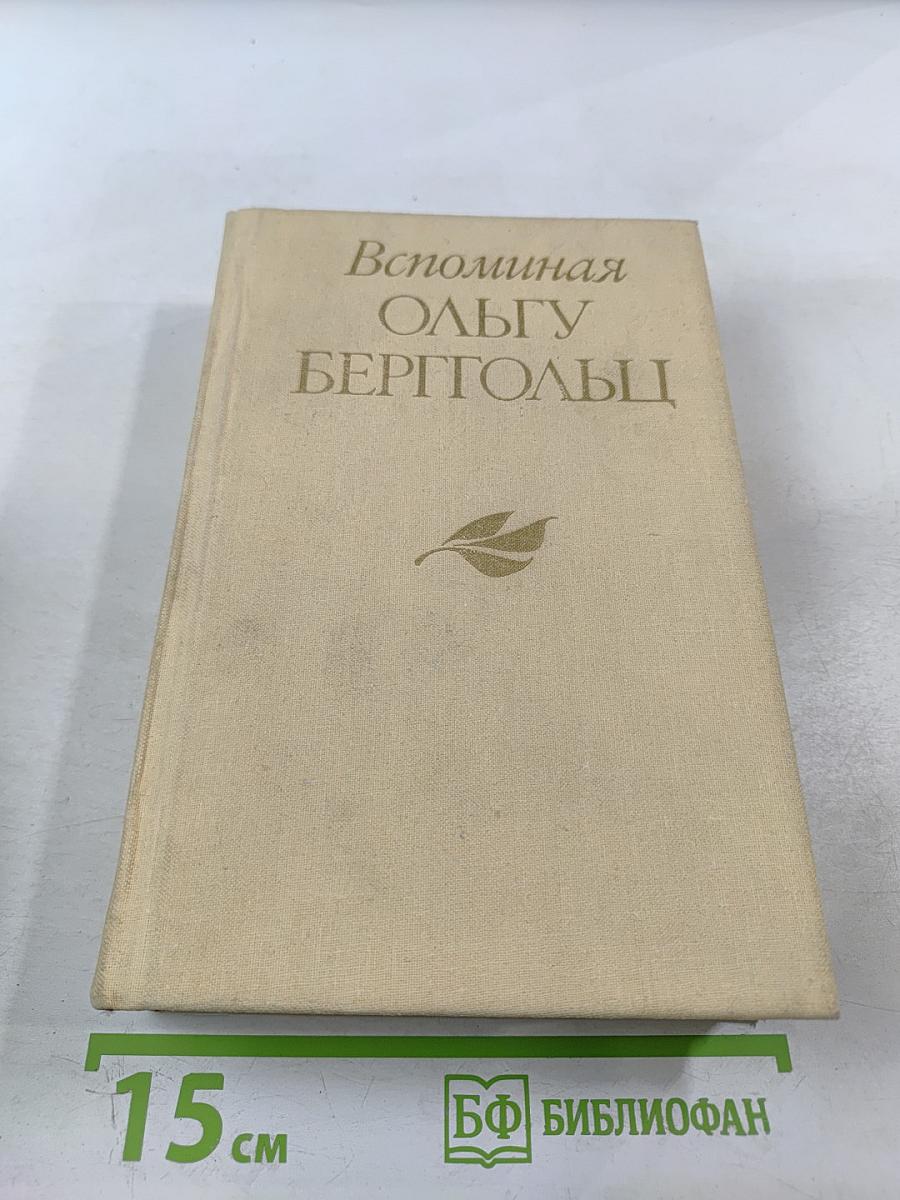 Вспоминая
ОЛЬГУ
БЕРГГОЛЬЦ
15 см
БФ БИБЛИОФАН